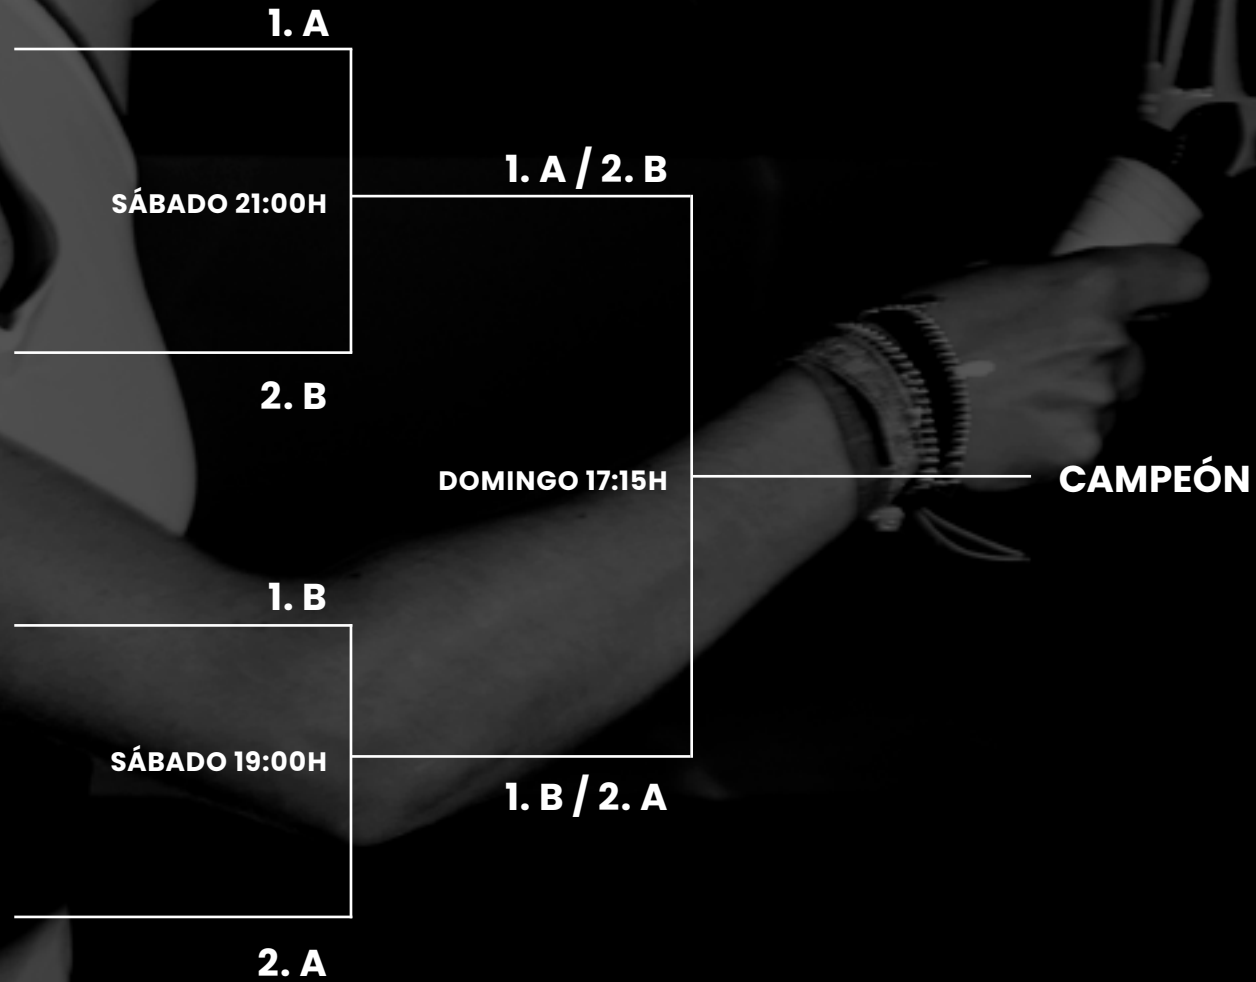 1. A
SÁBADO 21:00H
2. B
1. A / 2. B
DOMINGO 17:15H
CAMPEÓN
1. B
SÁBADO 19:00H
1. B / 2. A
2. A